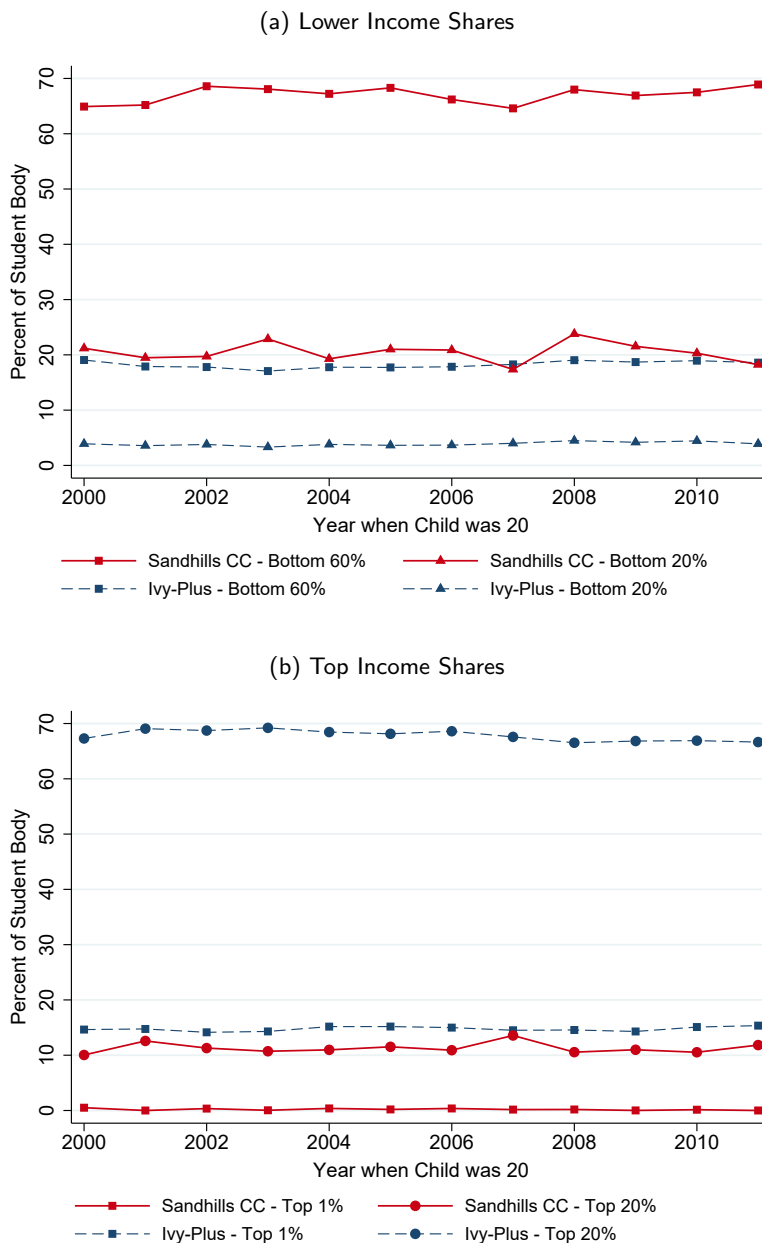 (a) Lower Income Shares
Percent of Student Body
70
60
50
40
30
20
10
0
2000 2002 2004 2006 2008 2010
Year when Child was 20
Sandhills CC - Bottom 60% Sandhills CC - Bottom 20%
Ivy-Plus - Bottom 60% Ivy-Plus - Bottom 20%
(b) Top Income Shares
Percent of Student Body
70
60
50
40
30
20
10
0
2000 2002 2004 2006 2008 2010
Year when Child was 20
Sandhills CC - Top 1% Sandhills CC - Top 20%
Ivy-Plus - Top 1% Ivy-Plus - Top 20%